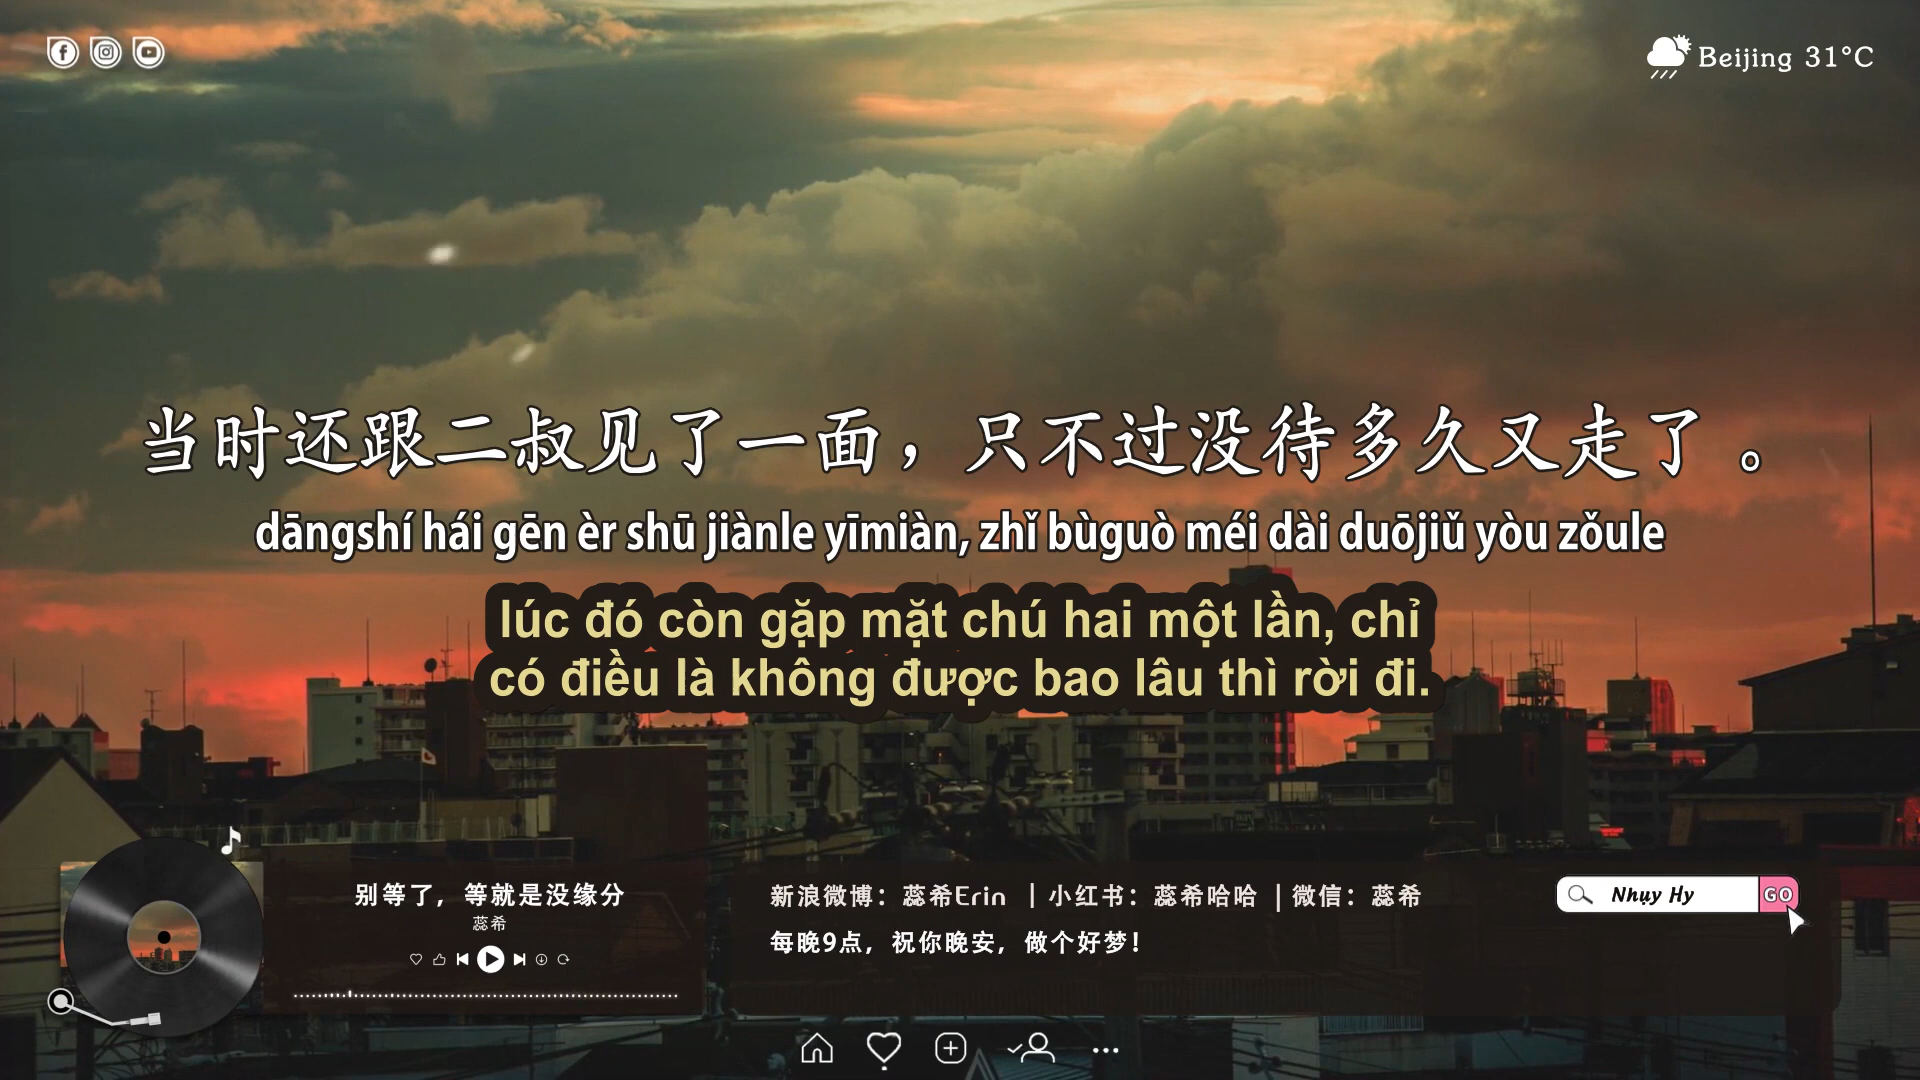 Beijing 31°C
当时还跟二叔见了一面，只不过没待多久又走了。
dāngshí hái gēn èr shū jiànle yīmiàn, zhǐ bùguò méi dài duōjiǔ yòu zǒule
lúc đó còn gặp mặt chú hai một lần, chỉ
có điều là không được bao lâu thì rời đi.
别等了，等就是没缘分
蕊希
新浪微博：蕊希Erin ｜小红书：蕊希哈哈 ｜微信：蕊希
每晚9点，祝你晚安，做个好梦！
Nhụy Hy
GO